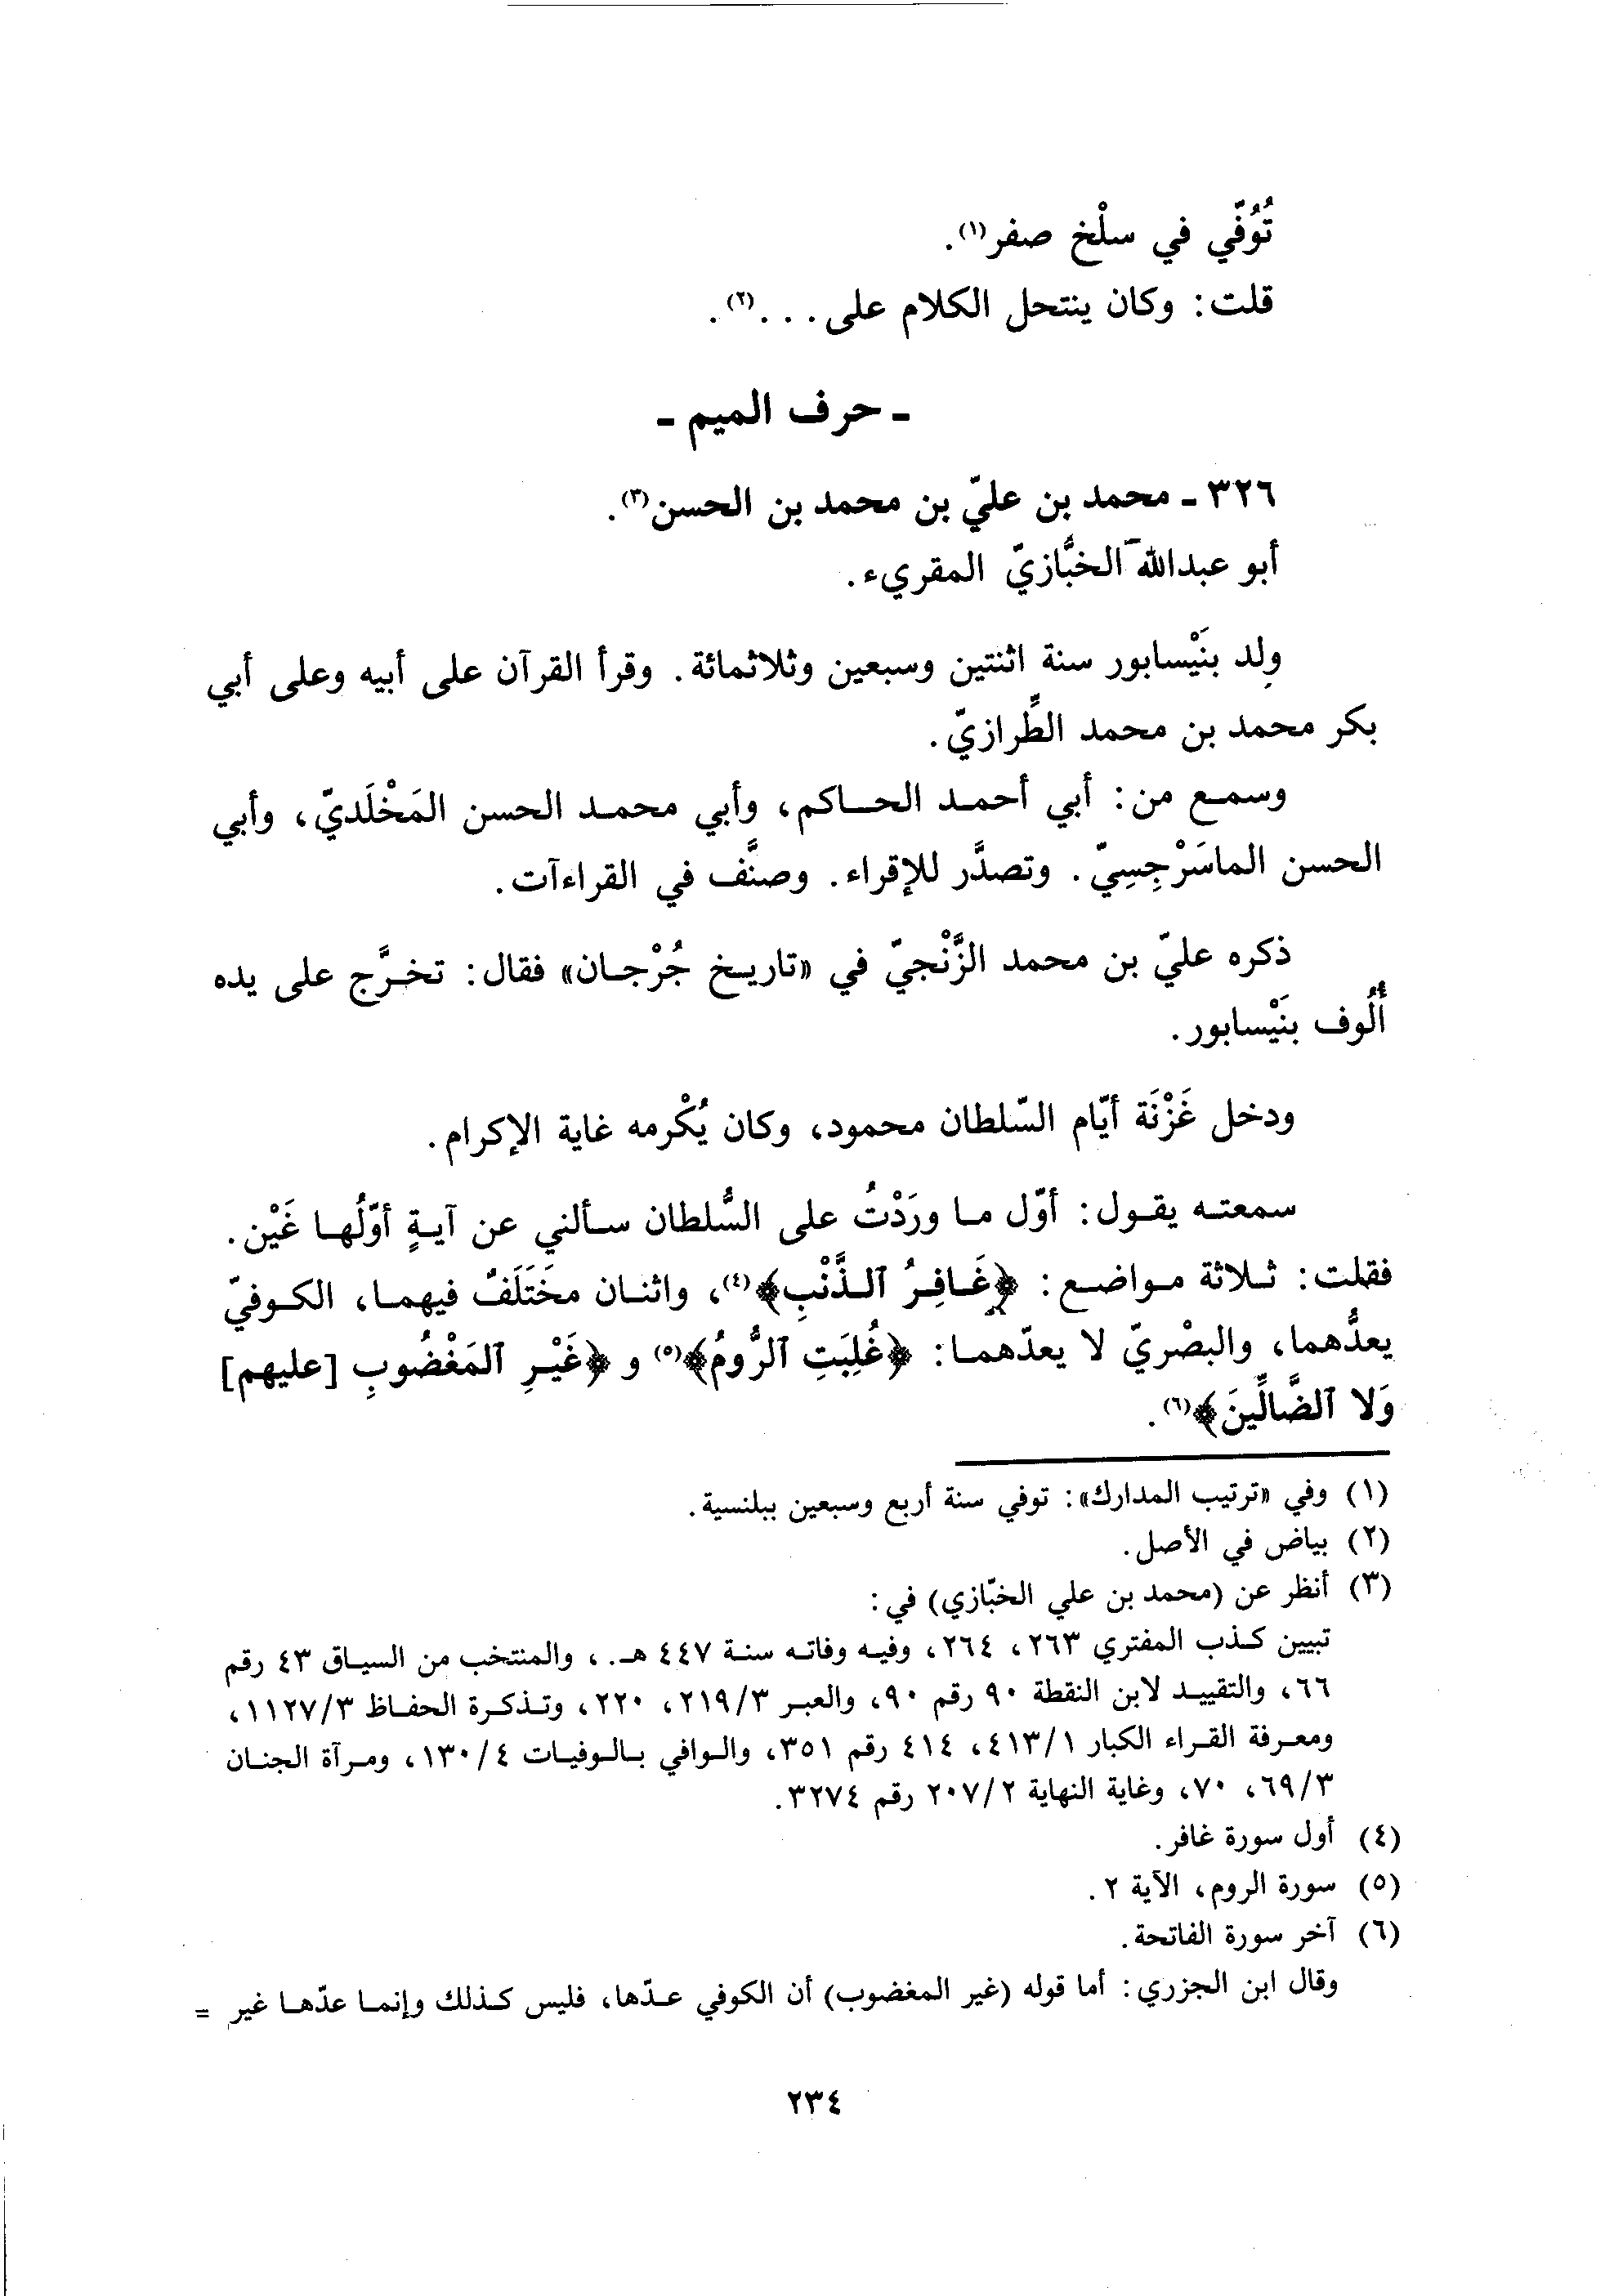 تُوُفّي في سلْخ صفر(١).
قلت: وكان ينتحل الكلام على. . .(٢).
ـ حرف الميم ـ
٣٢٦ ـ محمد بن عليّ بن محمد بن الحسن(٣).
أبو عبدالله الخبَّازيّ المقريء.
ولد بنَيْسابور سنة اثنتين وسبعين وثلاثمائة. وقرأ القرآن على أبيه وعلى أبي
بكر محمد بن محمد الطِّرازيّ.
وسمع من: أبي أحمد الحاكم، وأبي محمد الحسن المَخْلَديّ، وأبي
الحسن الماسَرْجِسِيّ. وتصدَّر للإقراء. وصنَّف في القراءآت.
ذكره عليّ بن محمد الزَّنْجيّ في «تاريخ جُرْجان» فقال: تخرَّج على يده
أُلُوف بنَيْسابور.
ودخل غَزْنَة أيّام السّلطان محمود، وكان يُكْرمه غاية الإكرام.
سمعته يقول: أوّل ما ورَدْتُ على السُّلطان سألني عن آيةٍ أوّلُها غَيْن.
فقلت: ثلاثة مواضع: ﴿غَافِرُ ٱلذَّنْبِ﴾(٤)، واثنان مختَلَفٌ فيهما، الكوفيّ
يعدُّهما، والبصْريّ لا يعدّهما: ﴿غُلِبَتِ ٱلرُّومُ﴾(٥) و ﴿غَيْرِ ٱلمَغْضُوبِ [عليهم]
وَلا ٱلضَّالِّينَ﴾(٦).
(١) وفي «ترتيب المدارك»: توفي سنة أربع وسبعين ببلنسية.
(٢) بياض في الأصل.
(٣) أنظر عن (محمد بن علي الخبّازي) في:
تبيين كذب المفتري ٢٦٣، ٢٦٤، وفيه وفاته سنة ٤٤٧ هـ.، والمنتخب من السياق ٤٣ رقم
٦٦، والتقييد لابن النقطة ٩٠ رقم ٩٠، والعبر ٢١٩/٣، ٢٢٠، وتذكرة الحفاظ ١١٢٧/٣،
ومعرفة القراء الكبار ٤١٣/١، ٤١٤ رقم ٣٥١، والوافي بالوفيات ١٣٠/٤، ومرآة الجنان
٦٩/٣، ٧٠، وغاية النهاية ٢٠٧/٢ رقم ٣٢٧٤.
(٤) أول سورة غافر.
(٥) سورة الروم، الآية ٢.
(٦) آخر سورة الفاتحة.
وقال ابن الجزري: أما قوله (غير المغضوب) أن الكوفي عدّها، فليس كذلك وإنما عدّها غير =
٢٣٤